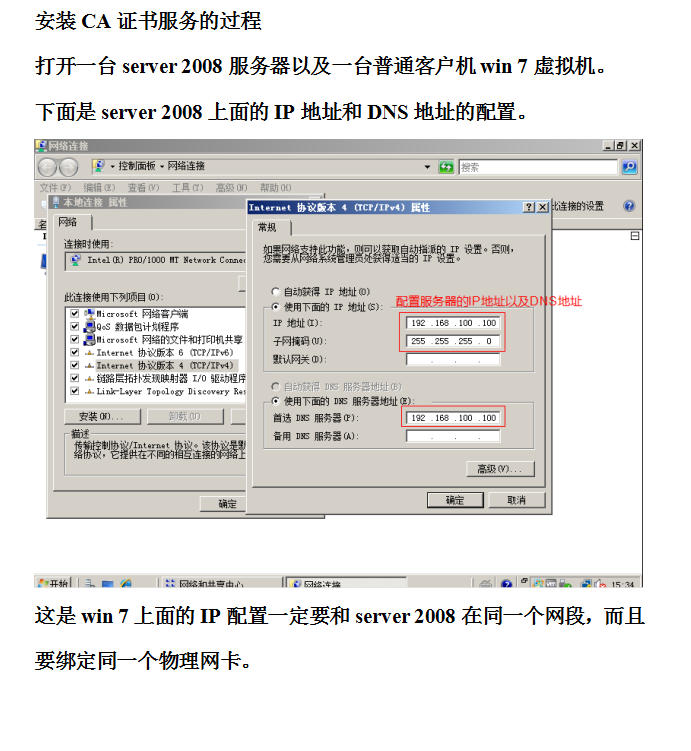 安装 CA 证书服务的过程
打开一台 server 2008 服务器以及一台普通客户机 win 7 虚拟机。
下面是 server 2008 上面的 IP 地址和 DNS 地址的配置。
网络连接
控制面板 网络连接
搜索
文件(F) 编辑(E) 查看(V) 工具(T) 高级(N) 帮助(H)
本地连接 属性
此连接的设置
网络
连接时使用:
Intel(R) PRO/1000 MT Network Connec
此连接使用下列项目(O):
Microsoft 网络客户端
QoS 数据包计划程序
Microsoft 网络的文件和打印机共享
Internet 协议版本 6 (TCP/IPv6)
Internet 协议版本 4 (TCP/IPv4)
链路层拓扑发现映射器 I/O 驱动程序
Link-Layer Topology Discovery Res
安装(N)... 卸载(U)
描述
传输控制协议/Internet 协议。该协议是默
络协议，它提供在不同的相互连接的网络上
确定
Internet 协议版本 4 (TCP/IPv4) 属性
常规
如果网络支持此功能，则可以获取自动指派的 IP 设置。否则，
您需要从网络系统管理员处获得适当的 IP 设置。
自动获得 IP 地址(O)
使用下面的 IP 地址(S):
配置服务器的IP地址以及DNS地址
IP 地址(I): 192 .168 .100 .100
子网掩码(U): 255 .255 .255 . 0
默认网关(D): . . .
自动获得 DNS 服务器地址(B)
使用下面的 DNS 服务器地址(E):
首选 DNS 服务器(P): 192 .168 .100 .100
备用 DNS 服务器(A): . . .
高级(V)...
确定 取消
开始 网络和共享中心 网络连接 15:34
这是 win 7 上面的 IP 配置一定要和 server 2008 在同一个网段，而且
要绑定同一个物理网卡。